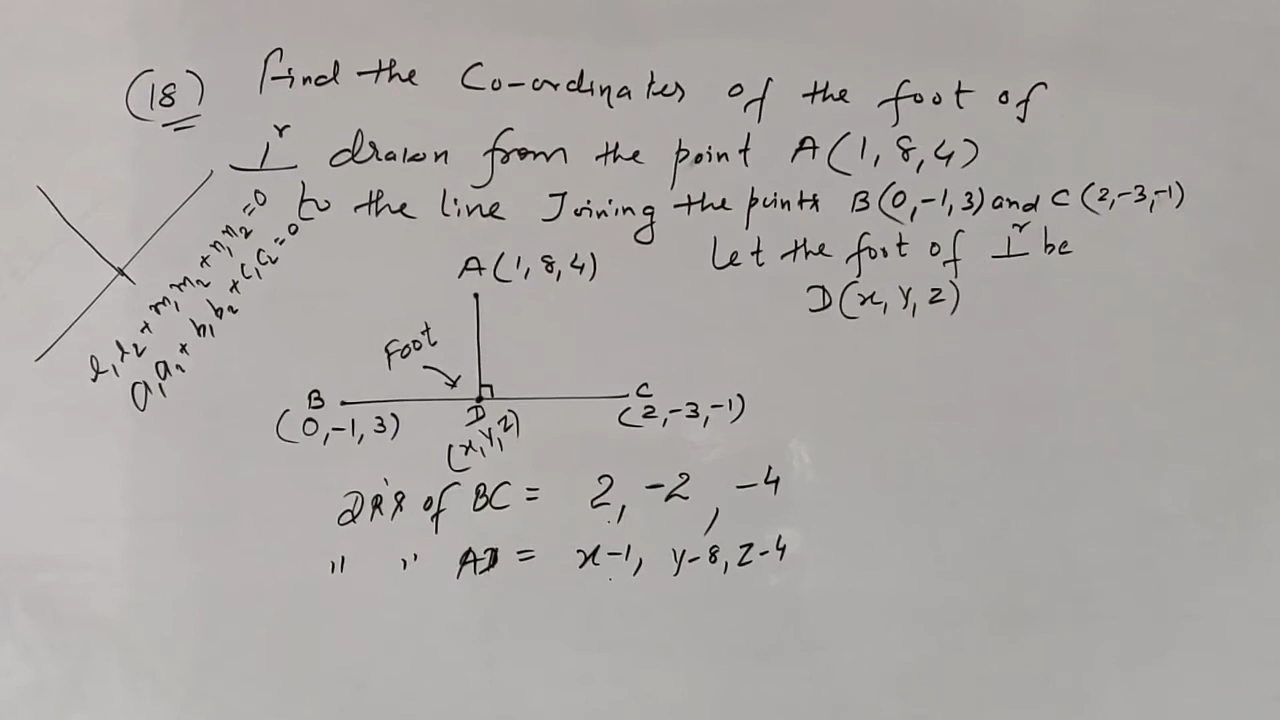 (18) Find the Co-ordinates of the foot of
⊥r drawn from the point A(1, 8, 4)
to the line Joining the points B(0, -1, 3) and C(2, -3, -1)
l₁l₂ + m₁m₂ + n₁n₂ = 0
a₁a₂ + b₁b₂ + c₁c₂ = 0
Let the foot of ⊥r be
D(x, y, z)
A(1, 8, 4)
Foot
B
(0, -1, 3)
D
(x, y, z)
C
(2, -3, -1)
DR's of BC = 2, -2, -4
" " AD = x-1, y-8, z-4